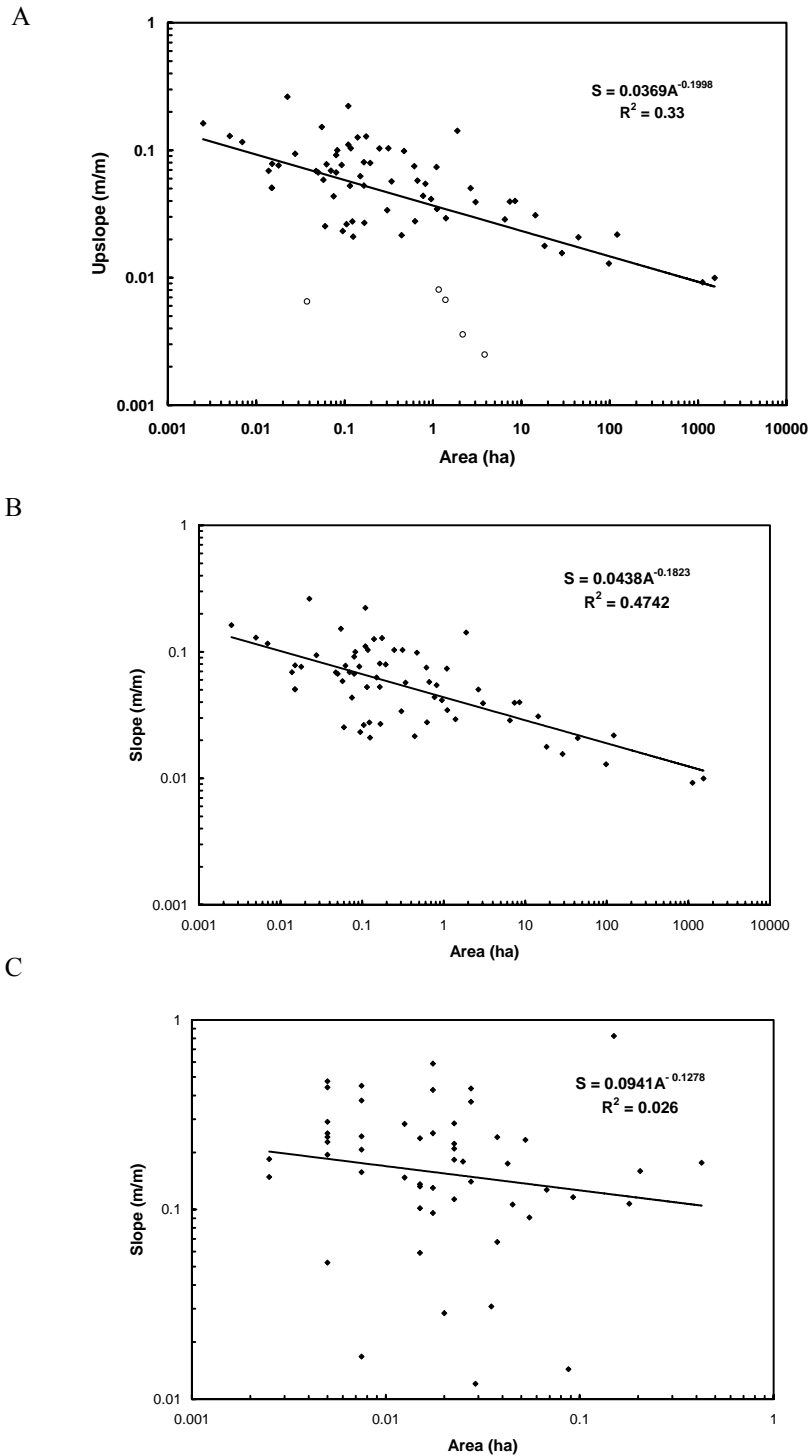 A
1
0.1
0.01
0.001
Upslope (m/m)
S = 0.0369A^-0.1998
R^2 = 0.33
0.001 0.01 0.1 1 10 100 1000 10000
Area (ha)
B
1
0.1
0.01
0.001
Slope (m/m)
S = 0.0438A^-0.1823
R^2 = 0.4742
0.001 0.01 0.1 1 10 100 1000 10000
Area (ha)
C
1
0.1
0.01
Slope (m/m)
S = 0.0941A^-0.1278
R^2 = 0.026
0.001 0.01 0.1 1
Area (ha)